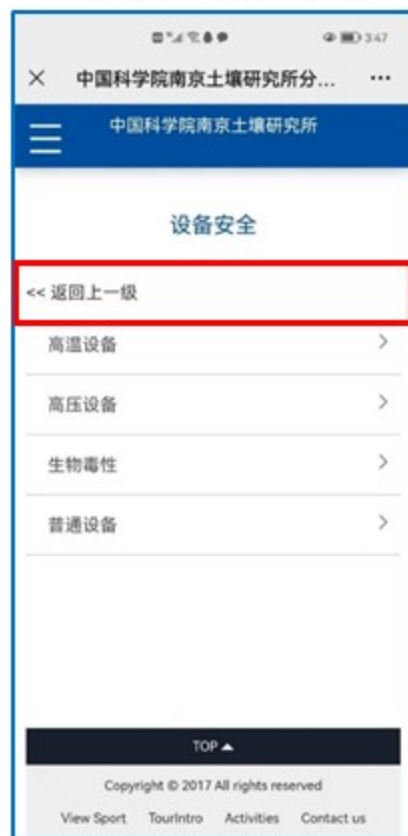 3:47
中国科学院南京土壤研究所分...
中国科学院南京土壤研究所
设备安全
<< 返回上一级
高温设备
高压设备
生物毒性
普通设备
TOP
Copyright © 2017 All rights reserved
View Sport TourIntro Activities Contact us